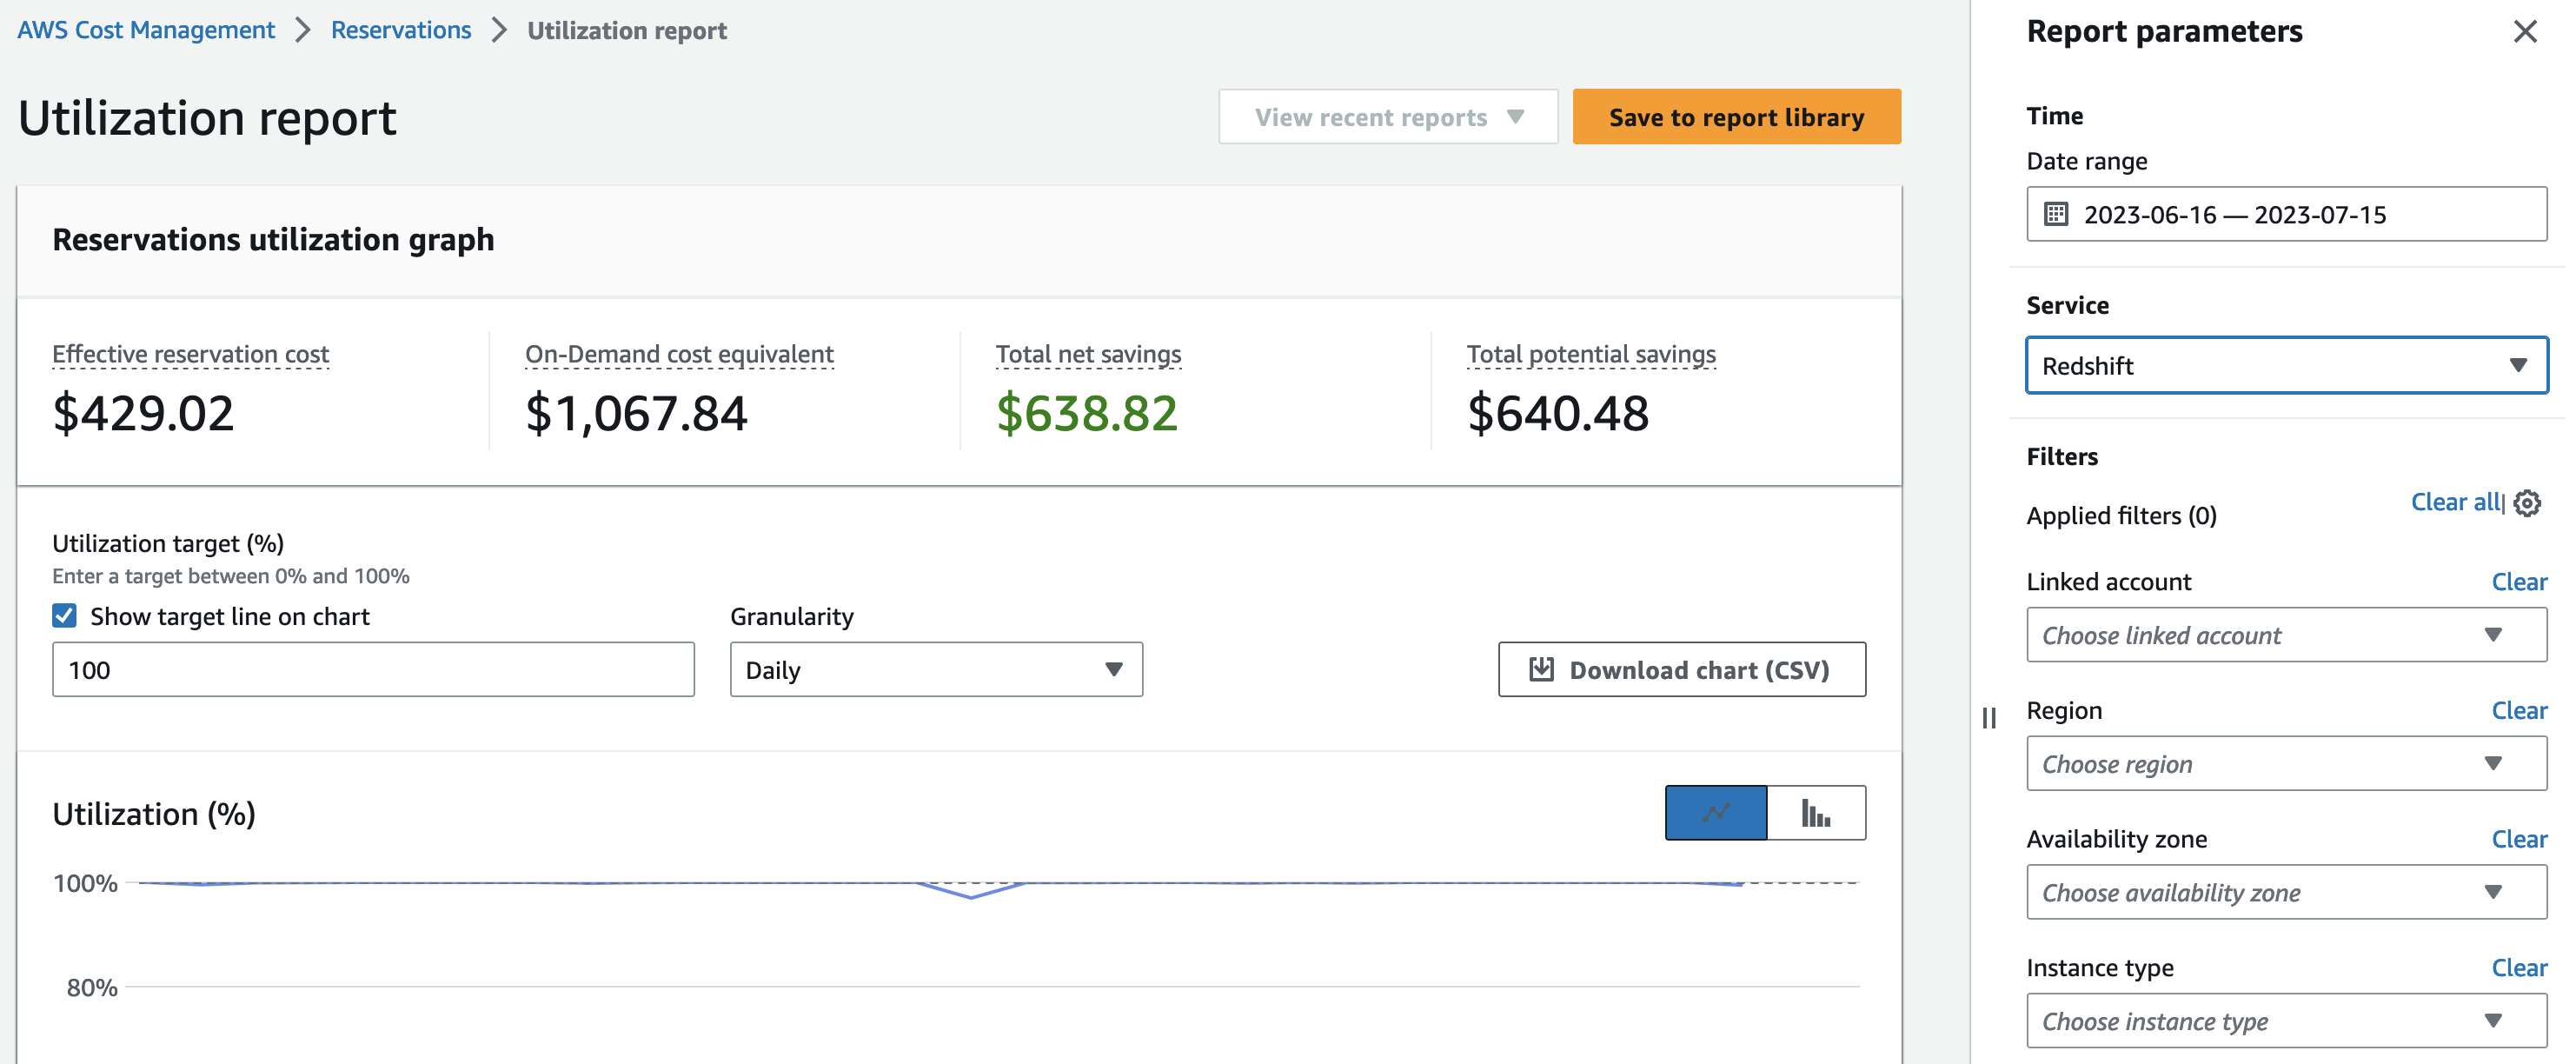 AWS Cost Management > Reservations > Utilization report
Utilization report
View recent reports
Save to report library
Reservations utilization graph
Effective reservation cost
$429.02
On-Demand cost equivalent
$1,067.84
Total net savings
$638.82
Total potential savings
$640.48
Utilization target (%)
Enter a target between 0% and 100%
Show target line on chart
100
Granularity
Daily
Download chart (CSV)
Utilization (%)
100%
80%
Report parameters
Time
Date range
2023-06-16 — 2023-07-15
Service
Redshift
Filters
Applied filters (0)
Clear all|
Linked account
Clear
Choose linked account
Region
Clear
Choose region
Availability zone
Clear
Choose availability zone
Instance type
Clear
Choose instance type